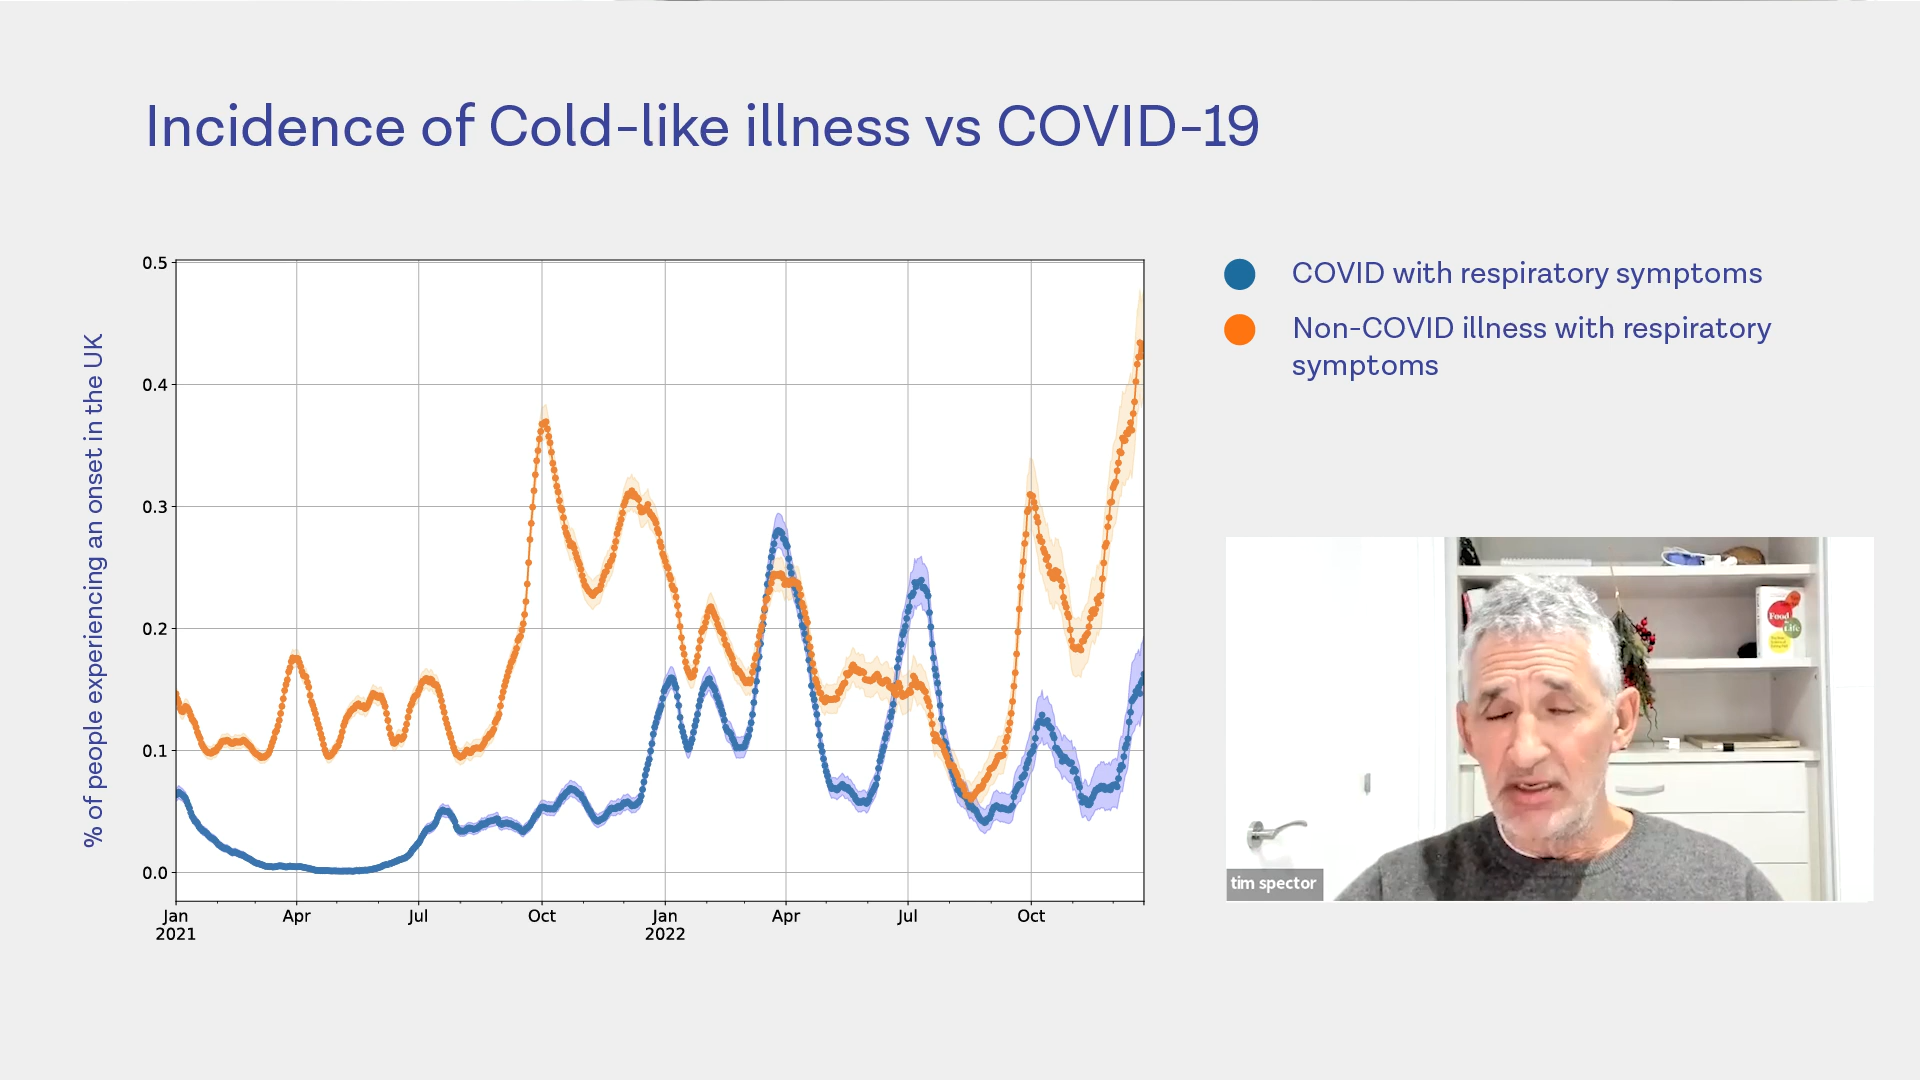 Incidence of Cold-like illness vs COVID-19
% of people experiencing an onset in the UK
0.5
0.4
0.3
0.2
0.1
0.0
Jan
2021
Apr
Jul
Oct
Jan
2022
Apr
Jul
Oct
COVID with respiratory symptoms
Non-COVID illness with respiratory
symptoms
Food
Life
tim spector